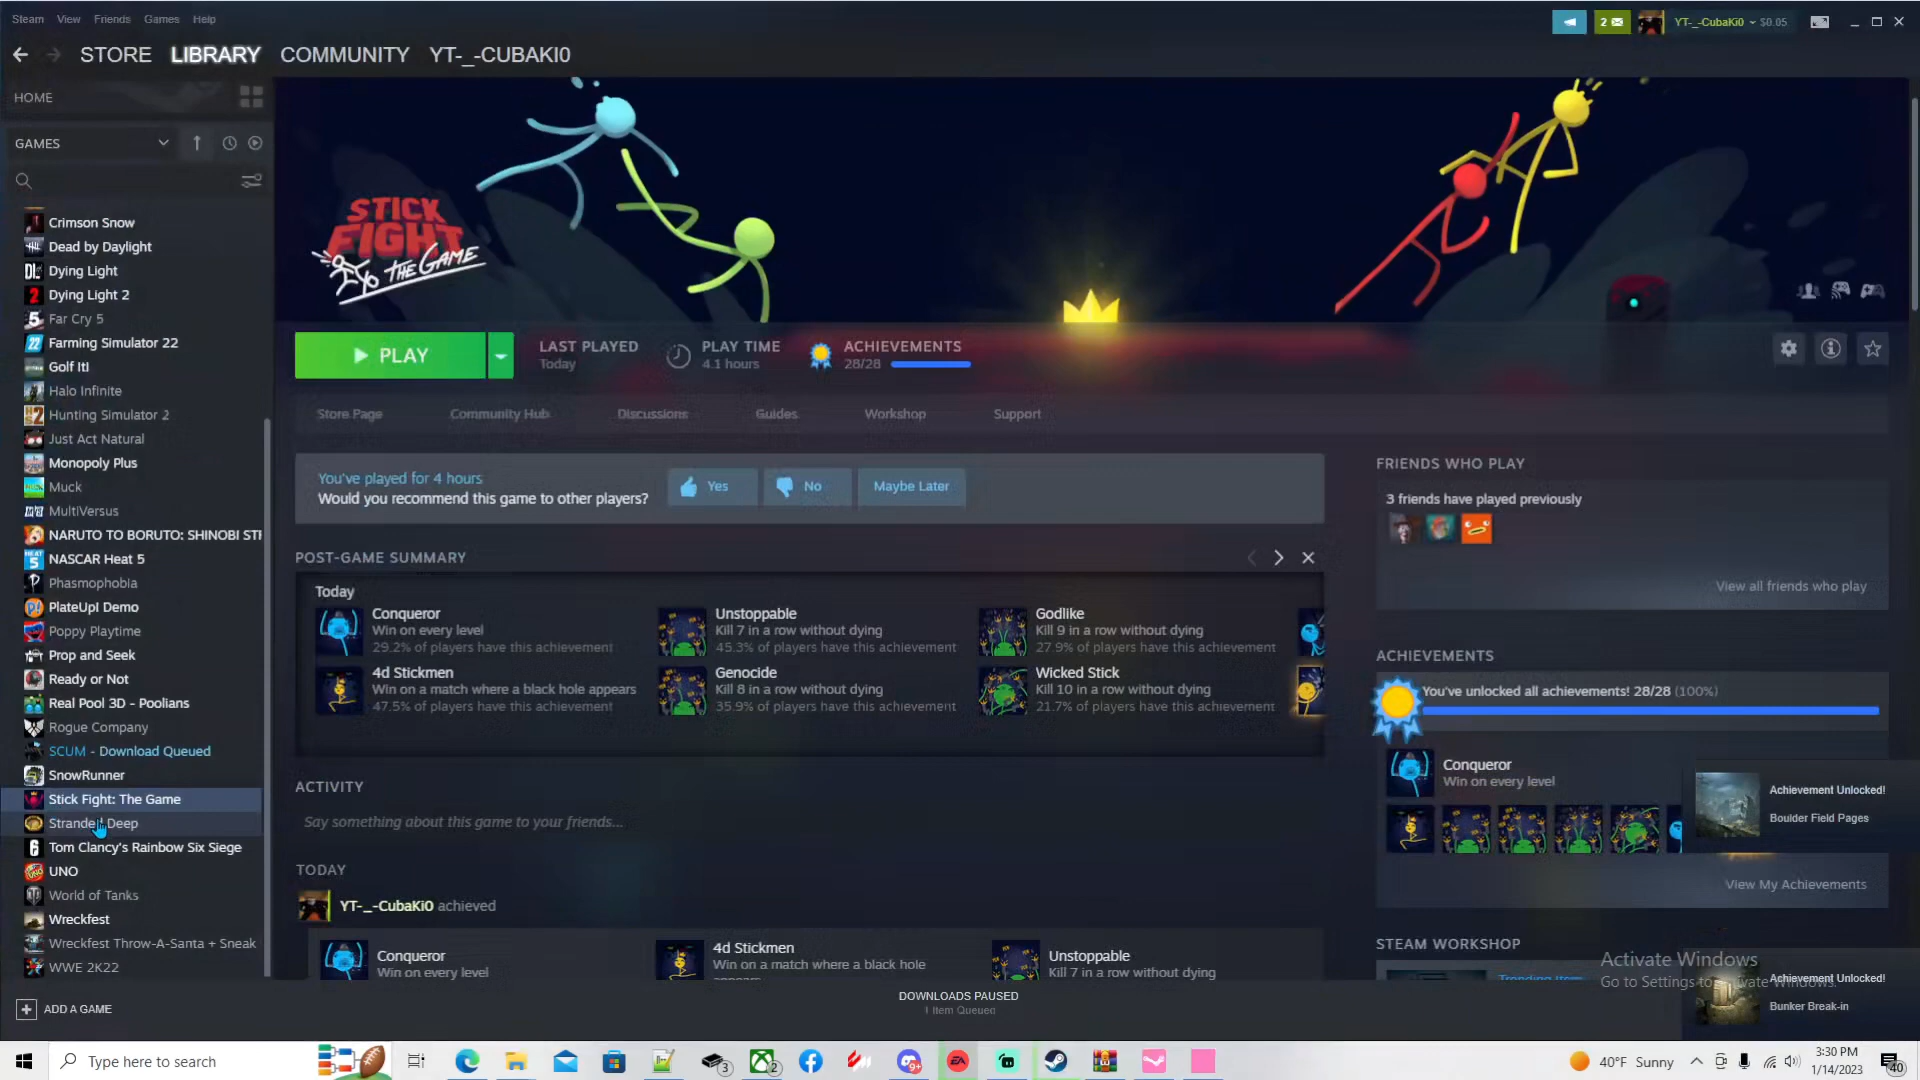 Steam View Friends Games Help
2 YT-_-CubaKi0 $0.05
STORE LIBRARY COMMUNITY YT-_-CUBAKI0
HOME
GAMES
Crimson Snow
Dead by Daylight
Dying Light
Dying Light 2
Far Cry 5
Farming Simulator 22
Golf It!
Halo Infinite
Hunting Simulator 2
Just Act Natural
Monopoly Plus
Muck
MultiVersus
NARUTO TO BORUTO: SHINOBI STR
NASCAR Heat 5
Phasmophobia
PlateUp! Demo
Poppy Playtime
Prop and Seek
Ready or Not
Real Pool 3D - Poolians
Rogue Company
SCUM - Download Queued
SnowRunner
Stick Fight: The Game
Stranded Deep
Tom Clancy's Rainbow Six Siege
UNO
World of Tanks
Wreckfest
Wreckfest Throw-A-Santa + Sneak
WWE 2K22
ADD A GAME
STICK
FIGHT
THE GAME
PLAY
LAST PLAYED
Today
PLAY TIME
4.1 hours
ACHIEVEMENTS
28/28
Store Page Community Hub Discussions Guides Workshop Support
You've played for 4 hours
Would you recommend this game to other players?
Yes No Maybe Later
POST-GAME SUMMARY
Today
Conqueror
Win on every level
29.2% of players have this achievement
Unstoppable
Kill 7 in a row without dying
45.3% of players have this achievement
Godlike
Kill 9 in a row without dying
27.9% of players have this achievement
4d Stickmen
Win on a match where a black hole appears
47.5% of players have this achievement
Genocide
Kill 8 in a row without dying
35.9% of players have this achievement
Wicked Stick
Kill 10 in a row without dying
21.7% of players have this achievement
ACTIVITY
Say something about this game to your friends...
TODAY
YT-_-CubaKi0 achieved
Conqueror
Win on every level
4d Stickmen
Win on a match where a black hole
Unstoppable
Kill 7 in a row without dying
FRIENDS WHO PLAY
3 friends have played previously
View all friends who play
ACHIEVEMENTS
You've unlocked all achievements! 28/28 (100%)
Conqueror
Win on every level
View My Achievements
STEAM WORKSHOP
Achievement Unlocked!
Boulder Field Pages
Activate Windows
Go to Settings to activate Windows.
Achievement Unlocked!
Bunker Break-in
DOWNLOADS PAUSED
1 Item Queued
Type here to search
3 2 9+
40°F Sunny
3:30 PM
1/14/2023
40